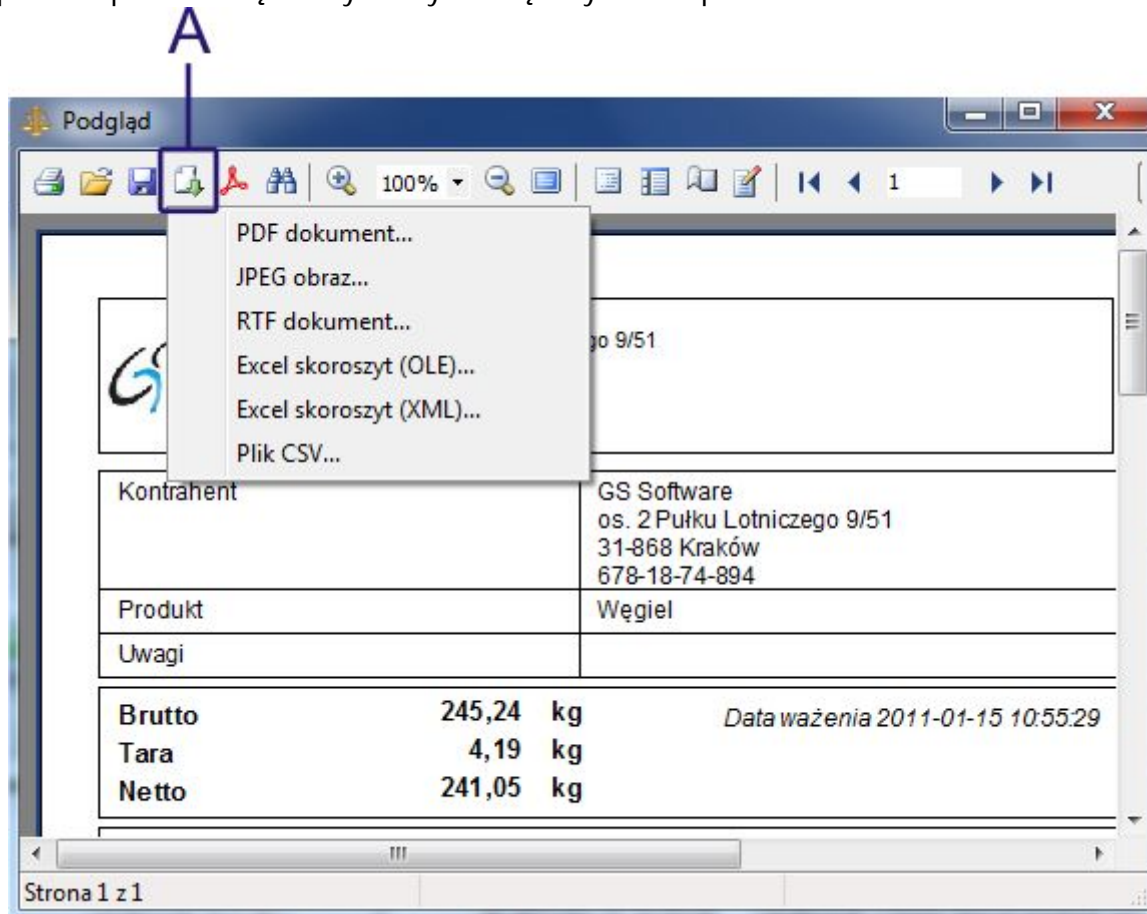 A
Podgląd
100%
1
PDF dokument...
JPEG obraz...
RTF dokument...
Excel skoroszyt (OLE)...
Excel skoroszyt (XML)...
Plik CSV...
go 9/51
Kontrahent
GS Software
os. 2 Pułku Lotniczego 9/51
31-868 Kraków
678-18-74-894
Produkt Węgiel
Uwagi
Brutto 245,24 kg Data ważenia 2011-01-15 10:55:29
Tara 4,19 kg
Netto 241,05 kg
Strona 1 z 1